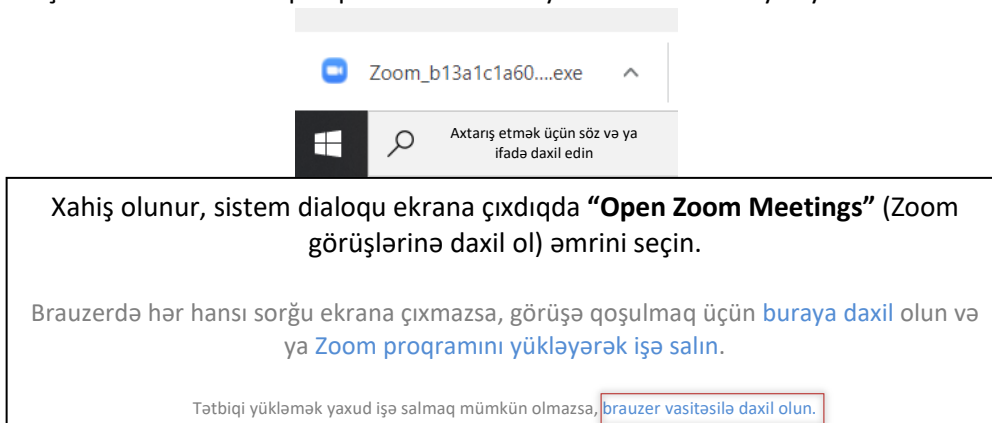 Zoom_b13a1c1a60....exe
Axtarış etmək üçün söz və ya
ifadə daxil edin
Xahiş olunur, sistem dialoqu ekrana çıxdıqda “Open Zoom Meetings” (Zoom
görüşlərinə daxil ol) əmrini seçin.
Brauzerdə hər hansı sorğu ekrana çıxmazsa, görüşə qoşulmaq üçün buraya daxil olun və
ya Zoom proqramını yükləyərək işə salın.
Tətbiqi yükləmək yaxud işə salmaq mümkün olmazsa, brauzer vasitəsilə daxil olun.